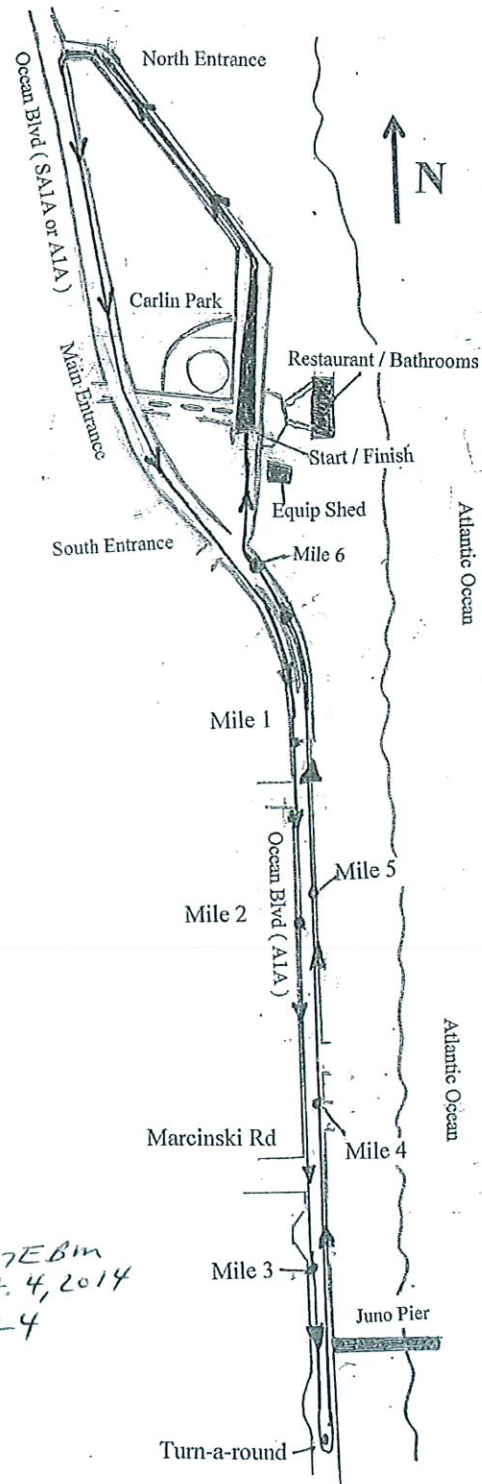 North Entrance
Ocean Blvd ( SA1A or A1A )
N
Carlin Park
Restaurant / Bathrooms
Main Entrance
Start / Finish
Equip Shed
South Entrance
Mile 6
Atlantic Ocean
Mile 1
Mile 5
Mile 2
Ocean Blvd ( A1A )
Atlantic Ocean
Marcinski Rd
Mile 4
4, 2014
Mile 3
Juno Pier
Turn-a-round